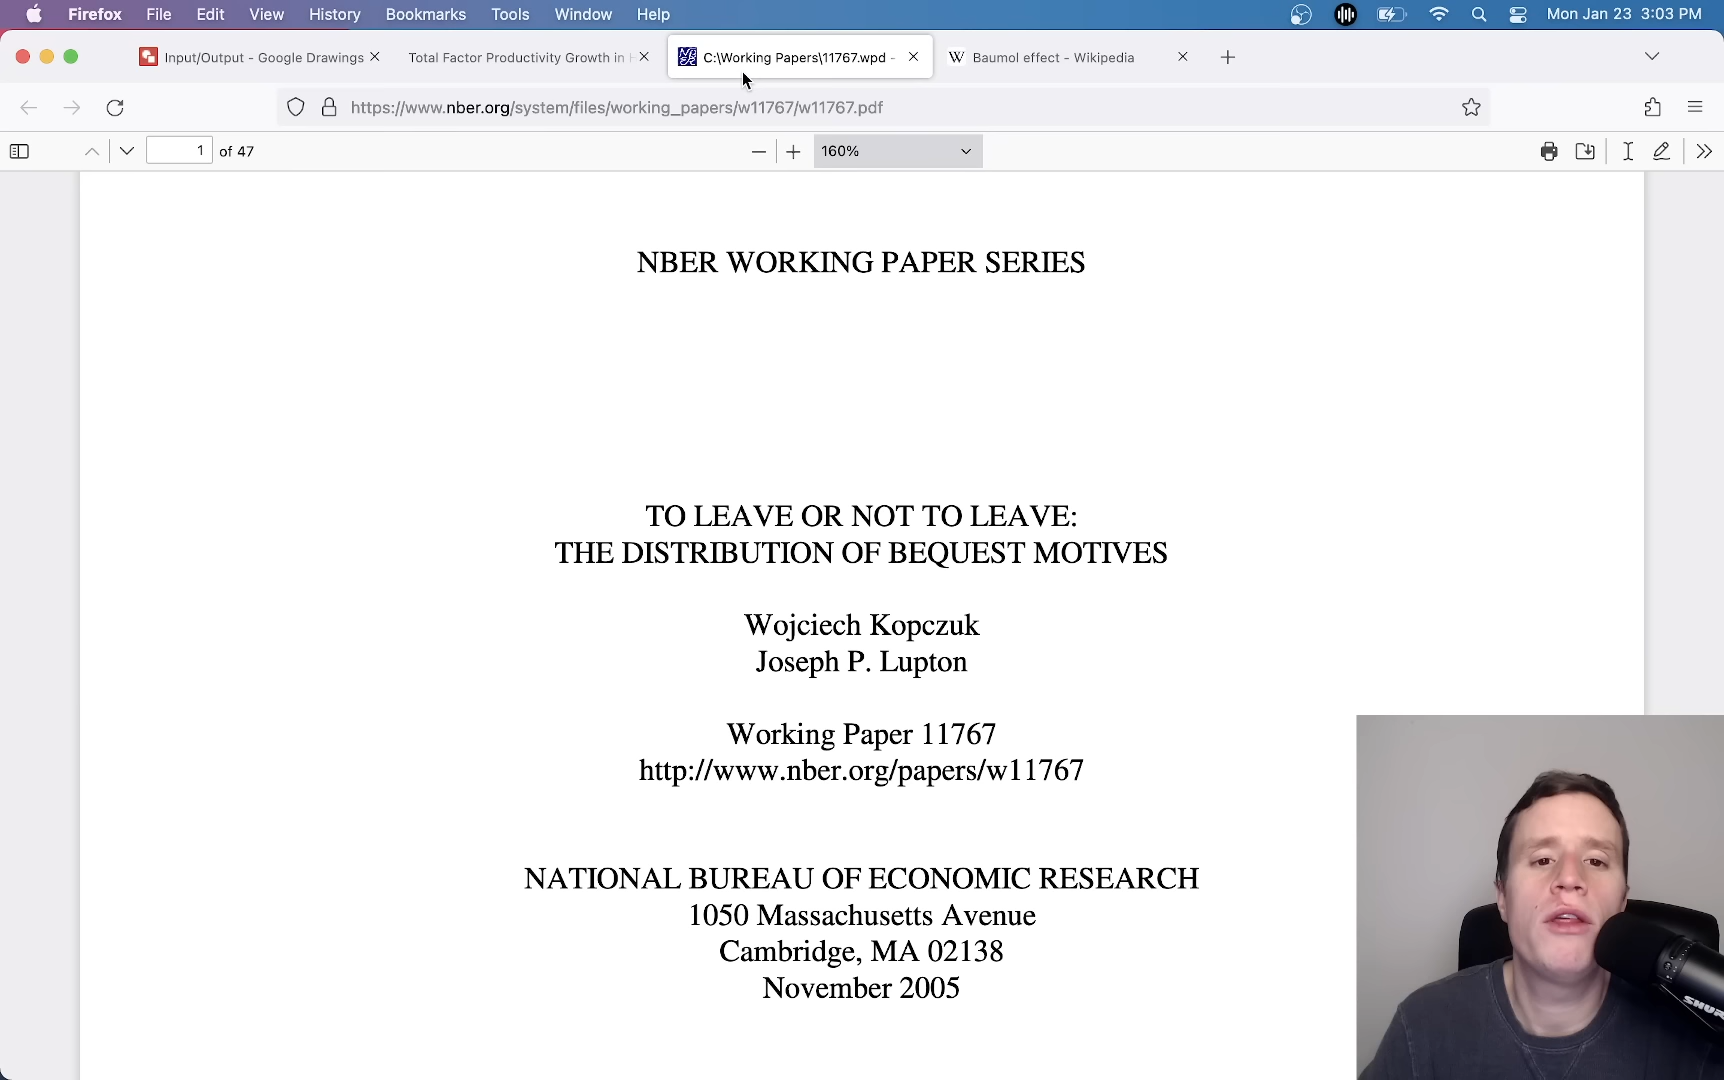 Firefox File Edit View History Bookmarks Tools Window Help Mon Jan 23 3:03 PM
Input/Output - Google Drawings Total Factor Productivity Growth in C:\Working Papers\11767.wpd - Baumol effect - Wikipedia
https://www.nber.org/system/files/working_papers/w11767/w11767.pdf
1 of 47 160%
NBER WORKING PAPER SERIES
TO LEAVE OR NOT TO LEAVE:
THE DISTRIBUTION OF BEQUEST MOTIVES
Wojciech Kopczuk
Joseph P. Lupton
Working Paper 11767
http://www.nber.org/papers/w11767
NATIONAL BUREAU OF ECONOMIC RESEARCH
1050 Massachusetts Avenue
Cambridge, MA 02138
November 2005
SHURE